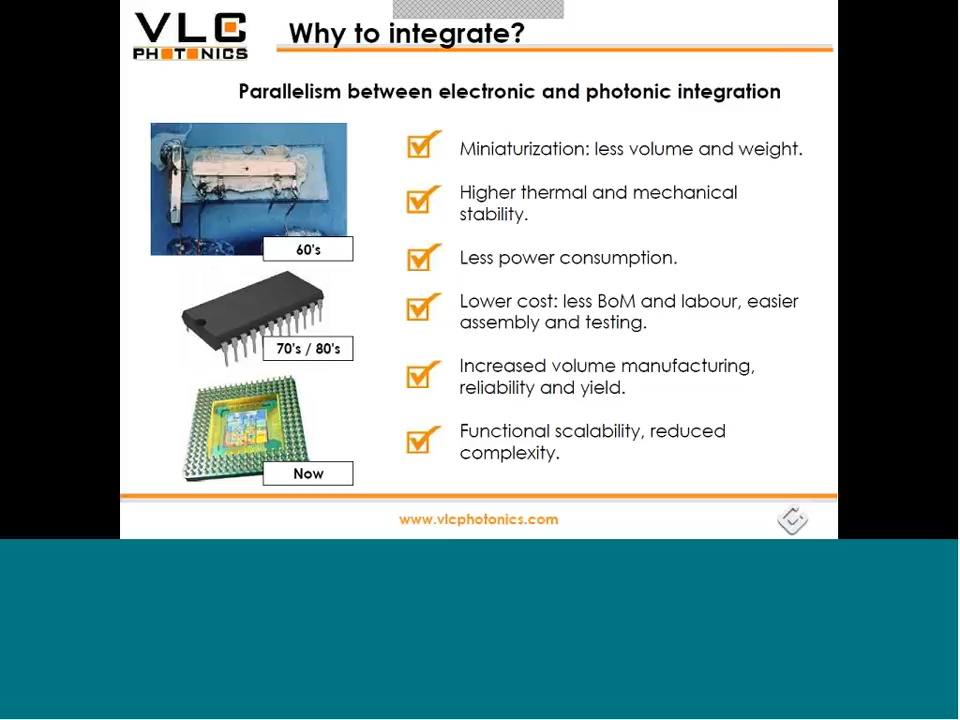 VLC
PHOTONICS
Why to integrate?
Parallelism between electronic and photonic integration
60's
70's / 80's
Now
Miniaturization: less volume and weight.
Higher thermal and mechanical
stability.
Less power consumption.
Lower cost: less BoM and labour, easier
assembly and testing.
Increased volume manufacturing,
reliability and yield.
Functional scalability, reduced
complexity.
www.vlcphotonics.com